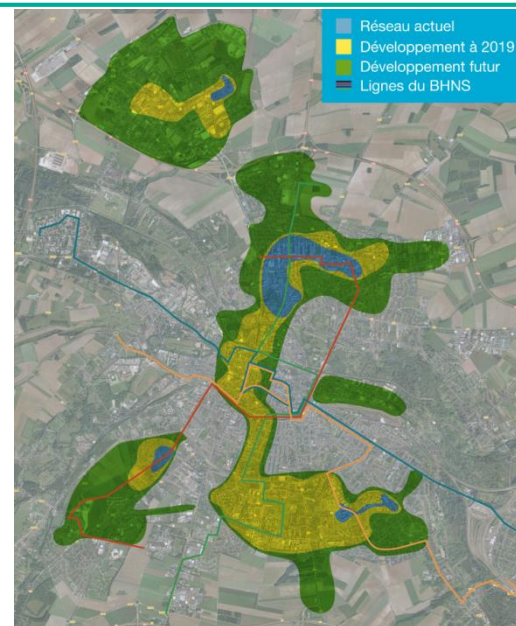 Réseau actuel
Développement à 2019
Développement futur
Lignes du BHNS